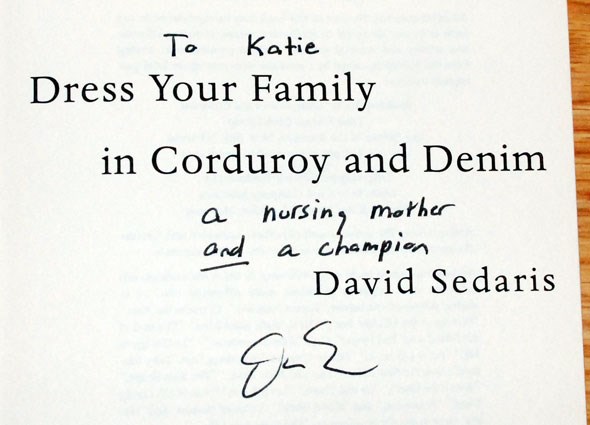 To Katie
Dress Your Family
in Corduroy and Denim
a nursing mother
and a champion
David Sedaris